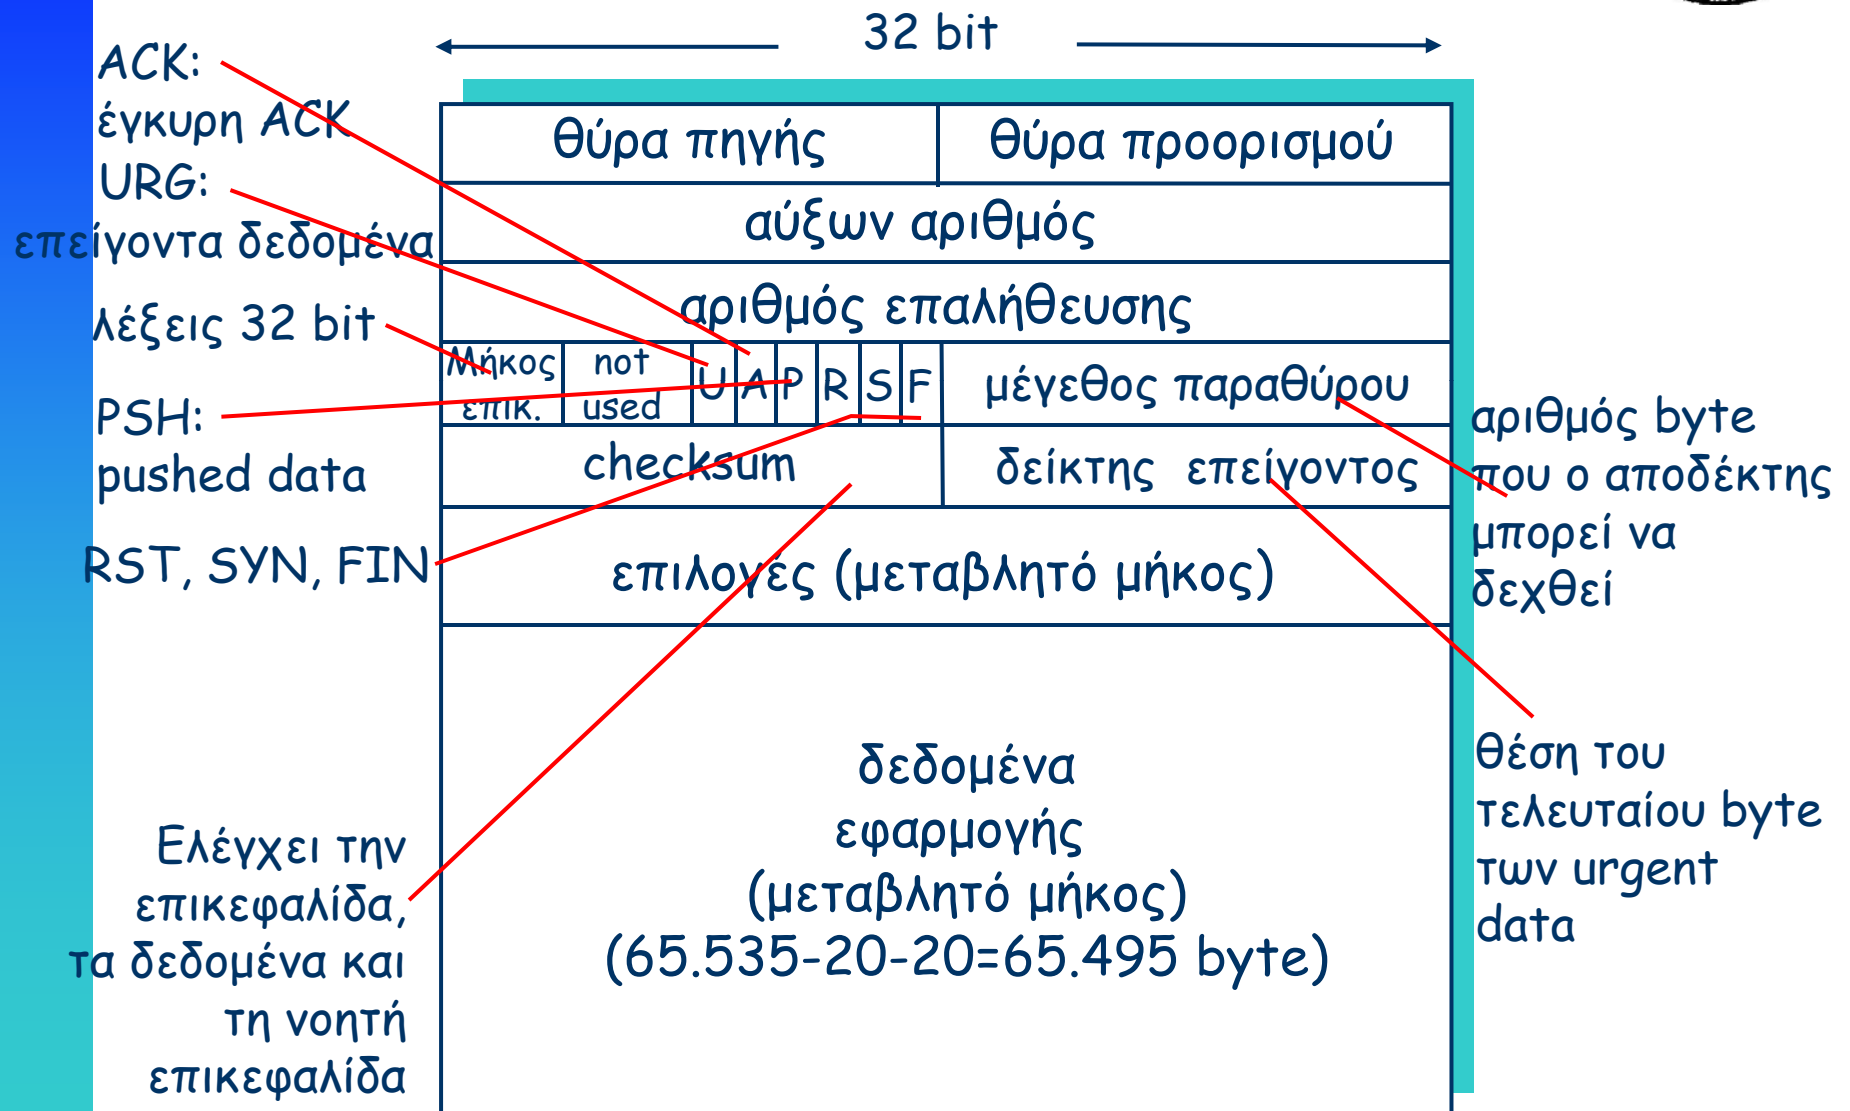 32 bit
ACK:
έγκυρη ACK
URG:
επείγοντα δεδομένα
λέξεις 32 bit
PSH:
pushed data
RST, SYN, FIN
Ελέγχει την
επικεφαλίδα,
τα δεδομένα και
τη νοητή
επικεφαλίδα
θύρα πηγής
θύρα προορισμού
αύξων αριθμός
αριθμός επαλήθευσης
Μήκος
επικ.
not
used
U A P R S F
μέγεθος παραθύρου
checksum
δείκτης επείγοντος
επιλογές (μεταβλητό μήκος)
δεδομένα
εφαρμογής
(μεταβλητό μήκος)
(65.535-20-20=65.495 byte)
αριθμός byte
που ο αποδέκτης
μπορεί να
δεχθεί
θέση του
τελευταίου byte
των urgent
data